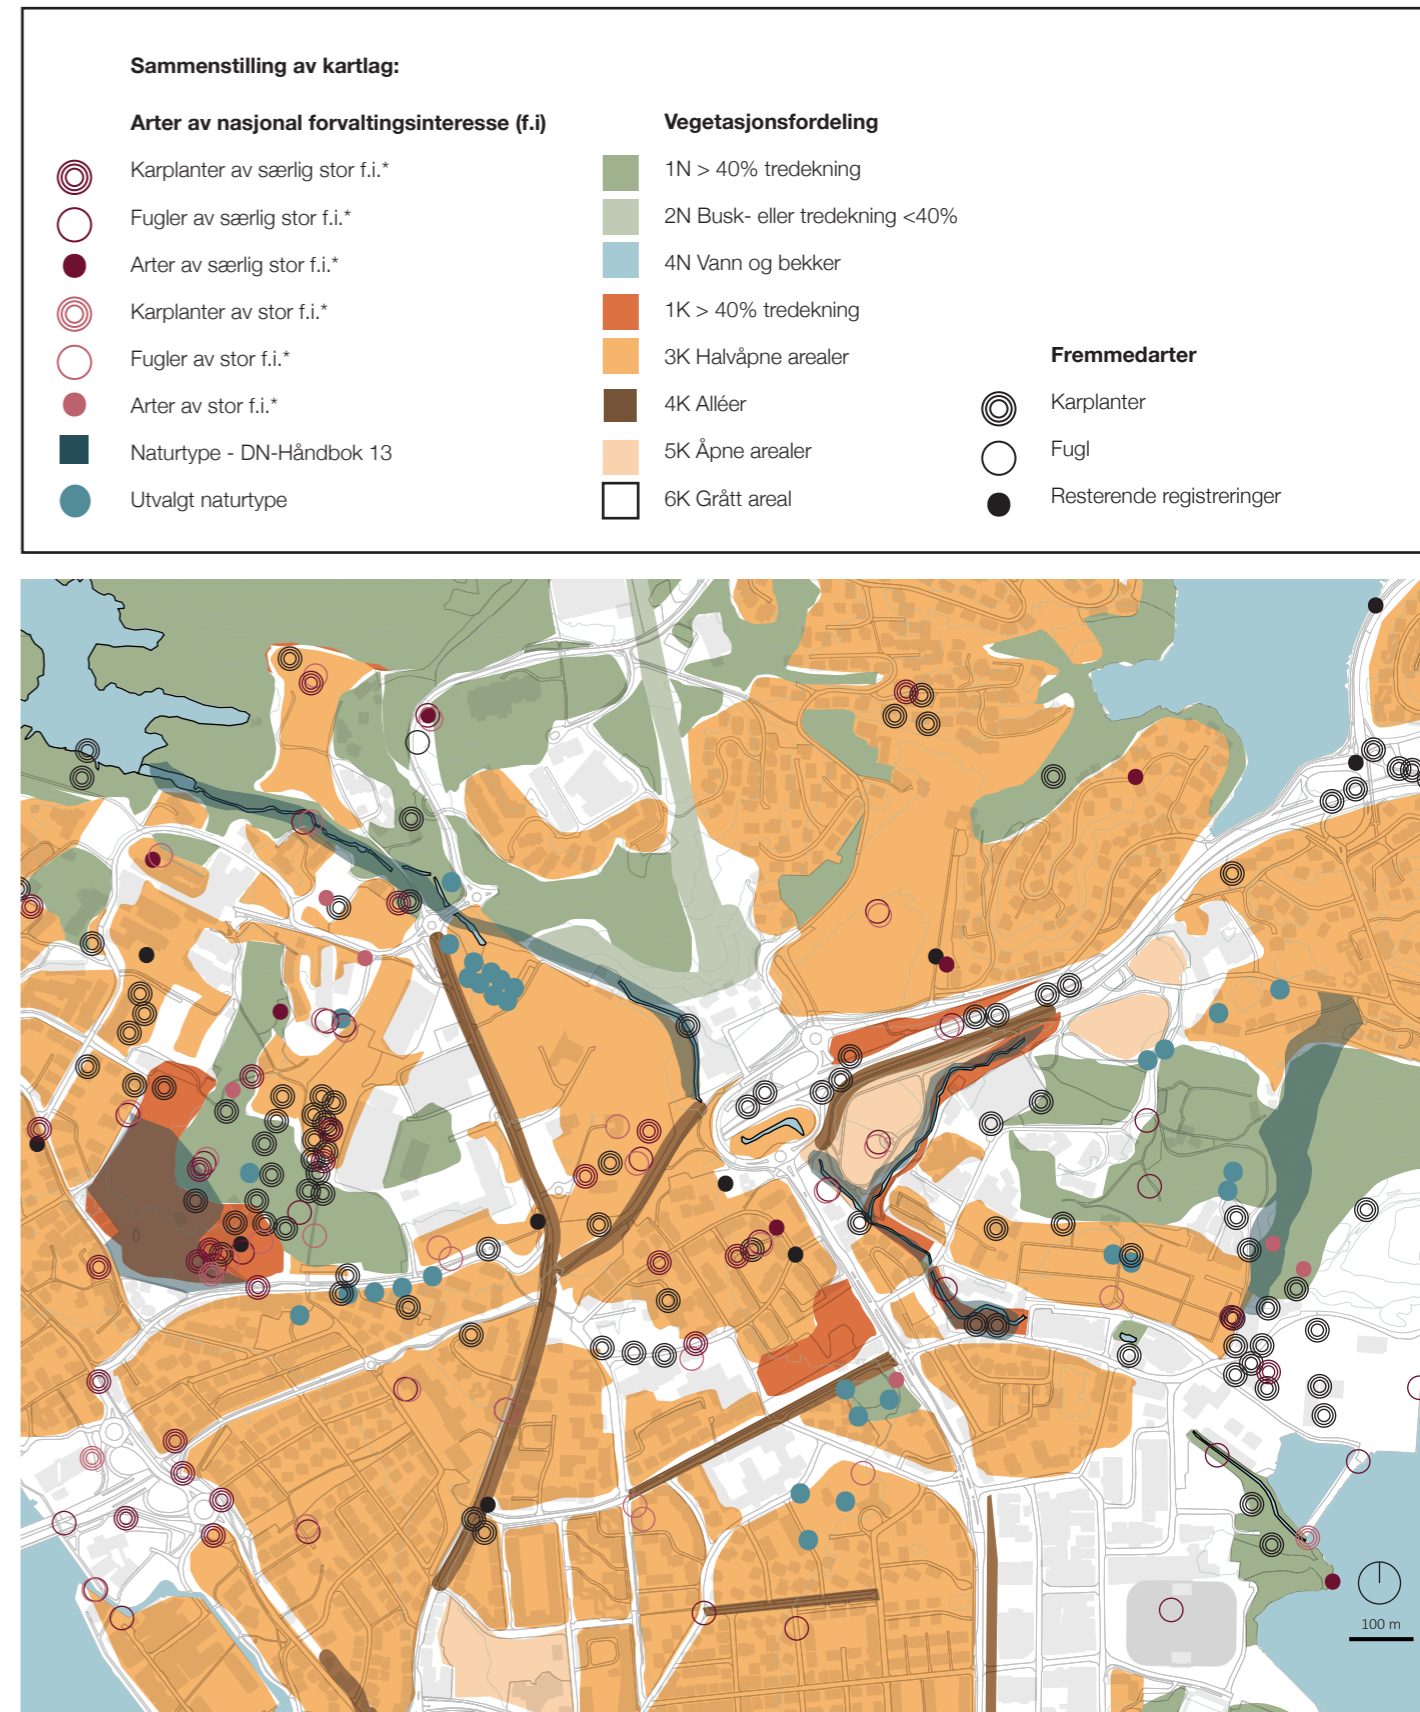 Sammenstilling av kartlag:
Arter av nasjonal forvaltingsinteresse (f.i)
Karplanter av særlig stor f.i.*
Fugler av særlig stor f.i.*
Arter av særlig stor f.i.*
Karplanter av stor f.i.*
Fugler av stor f.i.*
Arter av stor f.i.*
Naturtype - DN-Håndbok 13
Utvalgt naturtype
Vegetasjonsfordeling
1N > 40% tredekning
2N Busk- eller tredekning <40%
4N Vann og bekker
1K > 40% tredekning
3K Halvåpne arealer
4K Alléer
5K Åpne arealer
6K Grått areal
Fremmedarter
Karplanter
Fugl
Resterende registreringer
100 m